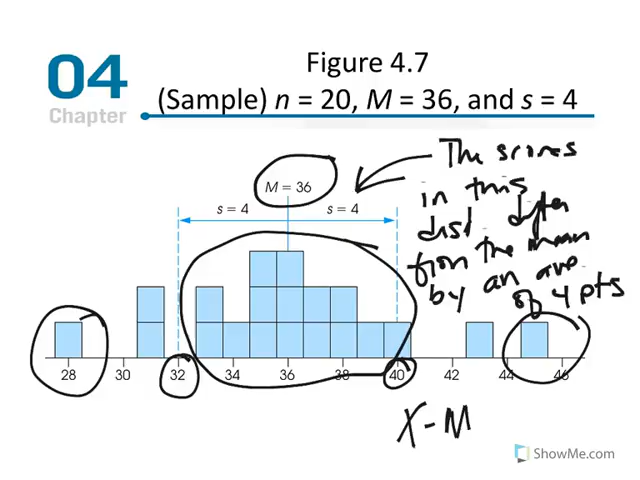 04
Chapter
Figure 4.7
(Sample) n = 20, M = 36, and s = 4
The scores
in this
dist differ
from the mean
by an ave
of 4 pts
M = 36
s = 4 s = 4
28 30 32 34 36 38 40 42 44 46
X - M
ShowMe.com